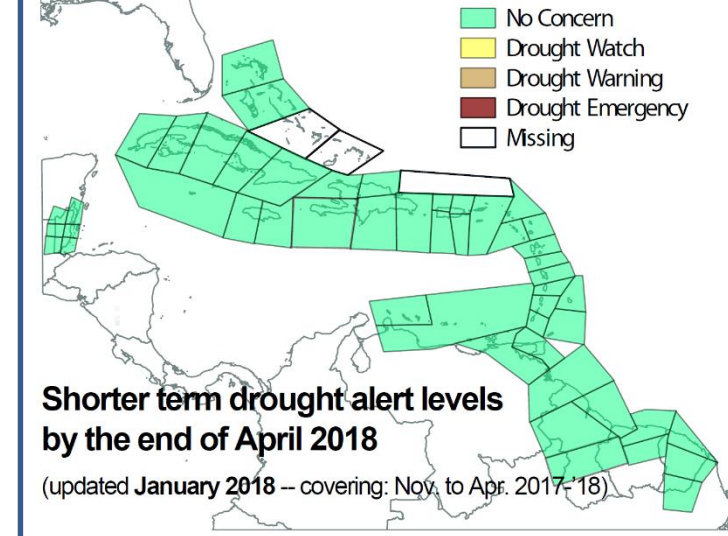 No Concern
Drought Watch
Drought Warning
Drought Emergency
Missing
Shorter term drought alert levels
by the end of April 2018
(updated January 2018 -- covering: Nov. to Apr. 2017-'18)